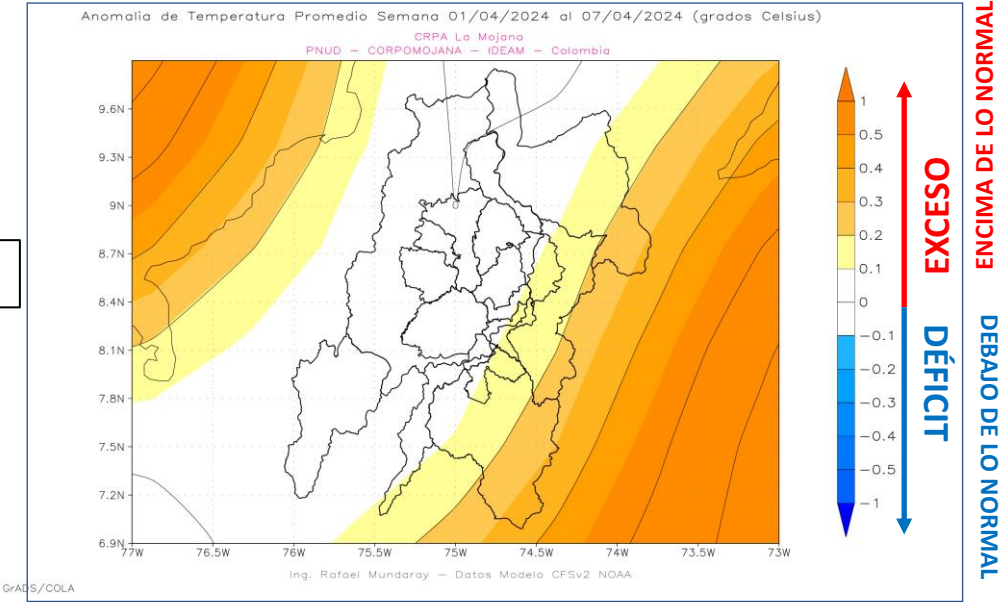 Anomalia de Temperatura Promedio Semana 01/04/2024 al 07/04/2024 (grados Celsius)
CRPA La Mojana
PNUD – CORPOMOJANA – IDEAM – Colombia
9.6N
9.3N
9N
8.7N
8.4N
8.1N
7.8N
7.5N
7.2N
6.9N
77W
76.5W
76W
75.5W
75W
74.5W
74W
73.5W
73W
1
0.5
0.4
0.3
0.2
0.1
0
−0.1
−0.2
−0.3
−0.4
−0.5
−1
EXCESO
DÉFICIT
ENCIMA DE LO NORMAL
DEBAJO DE LO NORMAL
Ing. Rafael Mundaray – Datos Modelo CFSv2 NOAA
GrADS/COLA